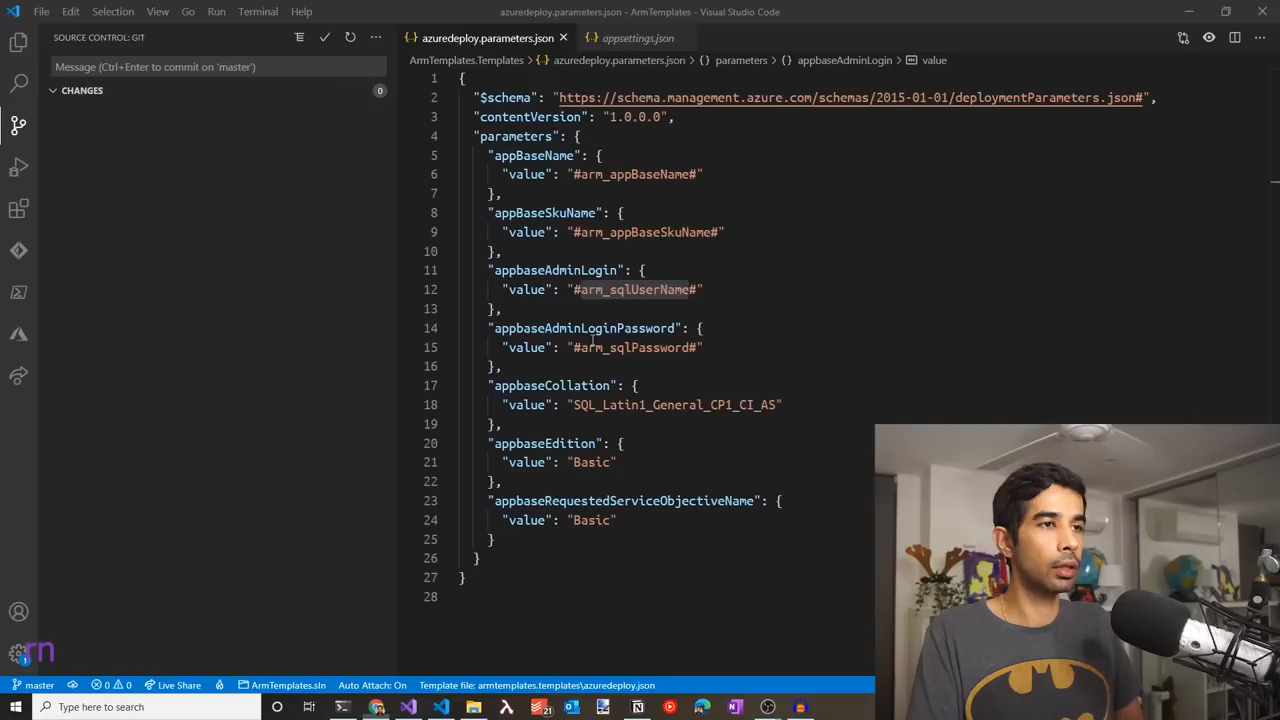 File Edit Selection View Go Run Terminal Help
azuredeploy.parameters.json - ArmTemplates - Visual Studio Code
SOURCE CONTROL: GIT
Message (Ctrl+Enter to commit on 'master')
CHANGES
0
azuredeploy.parameters.json
appsettings.json
ArmTemplates.Templates > azuredeploy.parameters.json > {} parameters > {} appbaseAdminLogin > value
1 {
2 "$schema": "https://schema.management.azure.com/schemas/2015-01-01/deploymentParameters.json#",
3 "contentVersion": "1.0.0.0",
4 "parameters": {
5 "appBaseName": {
6 "value": "#arm_appBaseName#"
7 },
8 "appBaseSkuName": {
9 "value": "#arm_appBaseSkuName#"
10 },
11 "appbaseAdminLogin": {
12 "value": "#arm_sqlUserName#"
13 },
14 "appbaseAdminLoginPassword": {
15 "value": "#arm_sqlPassword#"
16 },
17 "appbaseCollation": {
18 "value": "SQL_Latin1_General_CP1_CI_AS"
19 },
20 "appbaseEdition": {
21 "value": "Basic"
22 },
23 "appbaseRequestedServiceObjectiveName": {
24 "value": "Basic"
25 }
26 }
27 }
28
rn
1
master
0
0
Live Share
ArmTemplates.sln
Auto Attach: On
Template file: armtemplates.templates\azuredeploy.json
Type here to search
21